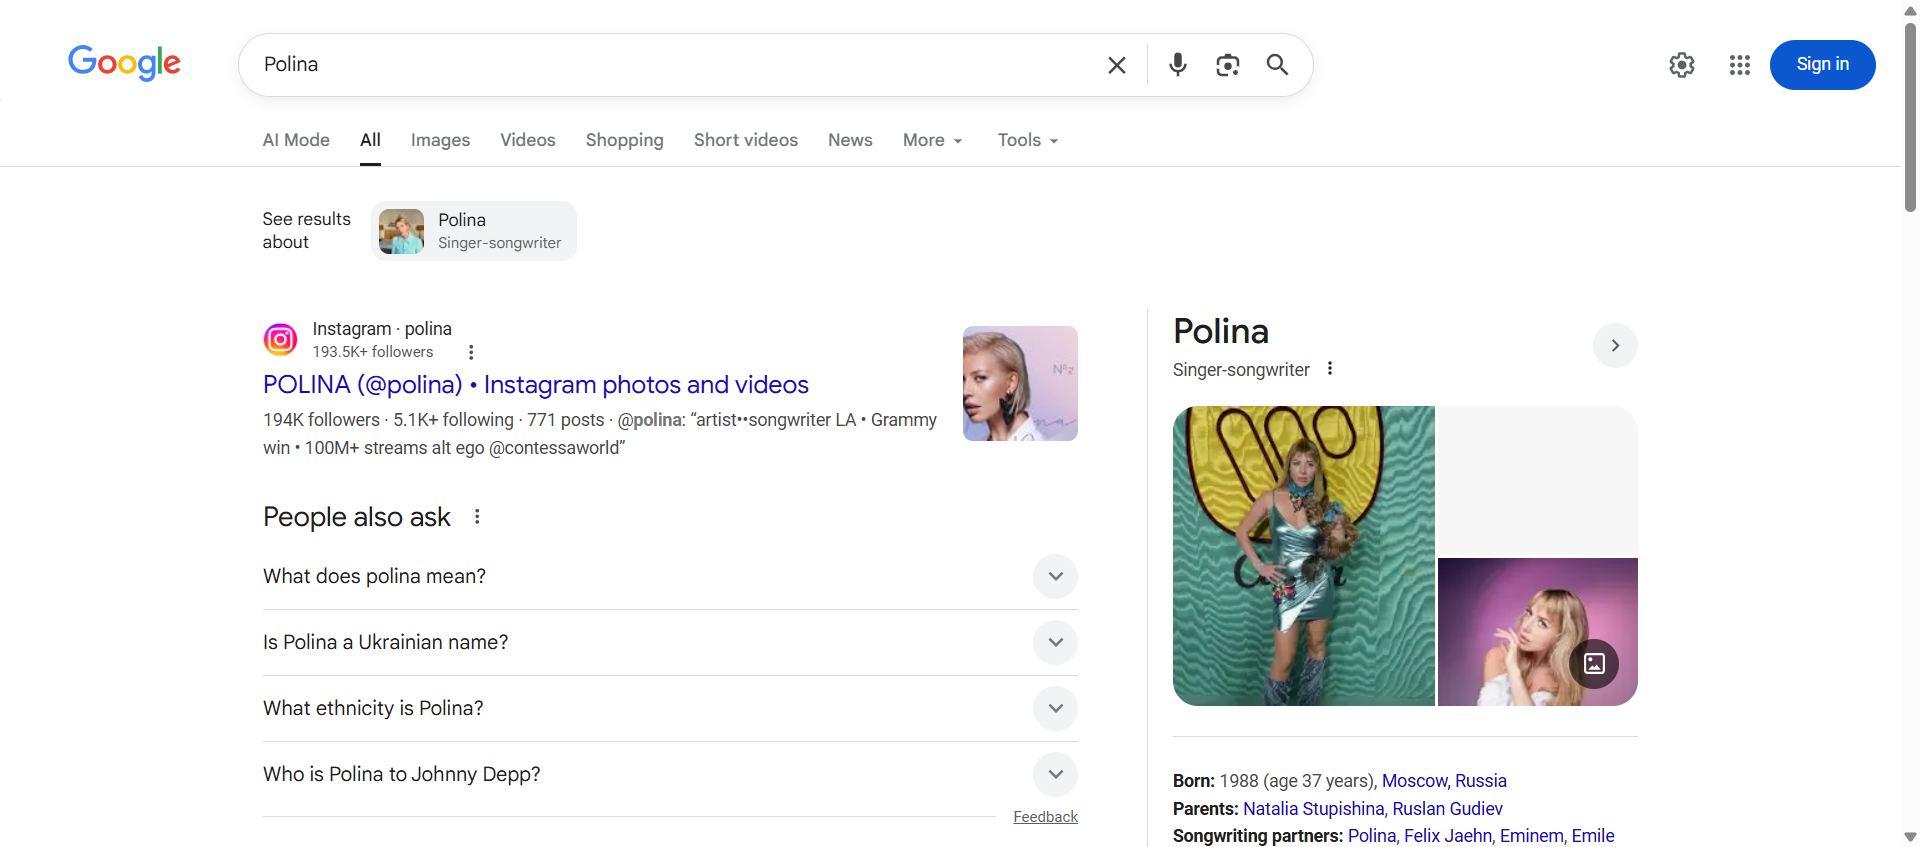 Google
Polina
Sign in
AI Mode
All
Images
Videos
Shopping
Short videos
News
More
Tools
See results
about
Polina
Singer-songwriter
Instagram · polina
193.5K+ followers
POLINA (@polina) • Instagram photos and videos
194K followers · 5.1K+ following · 771 posts · @polina: “artist••songwriter LA • Grammy
win • 100M+ streams alt ego @contessaworld”
Nº2
People also ask
What does polina mean?
Is Polina a Ukrainian name?
What ethnicity is Polina?
Who is Polina to Johnny Depp?
Feedback
Polina
Singer-songwriter
Born: 1988 (age 37 years), Moscow, Russia
Parents: Natalia Stupishina, Ruslan Gudiev
Songwriting partners: Polina, Felix Jaehn, Eminem, Emile